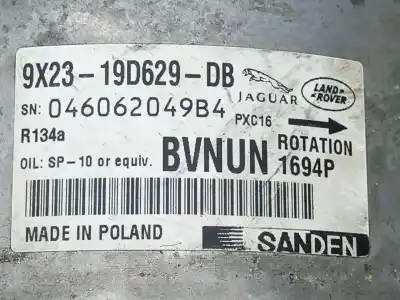 9X23-19D629-DB
JAGUAR
LAND ROVER
SN: 046062049B4
PXC16
R134a
ROTATION
OIL: SP-10 or equiv.
BVNUN
1694P
MADE IN POLAND
SANDEN